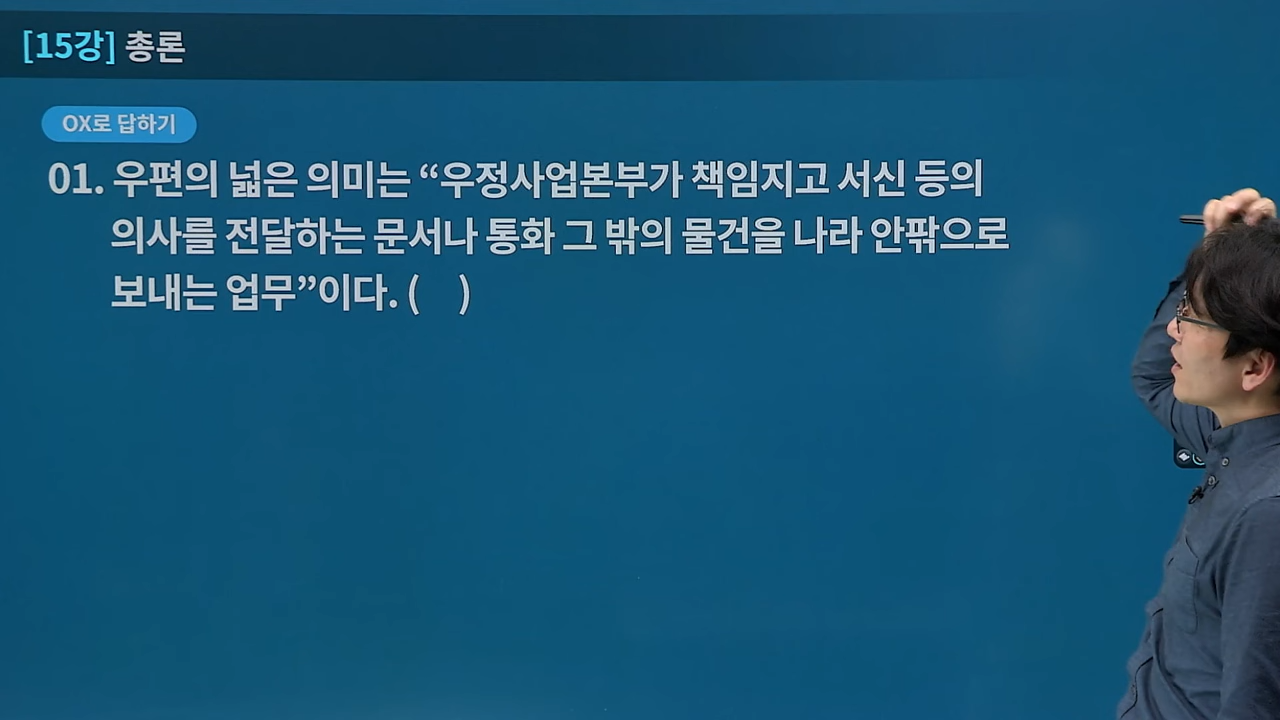 [15강] 총론
OX로 답하기
01. 우편의 넓은 의미는 “우정사업본부가 책임지고 서신 등의
의사를 전달하는 문서나 통화 그 밖의 물건을 나라 안팎으로
보내는 업무”이다. (    )